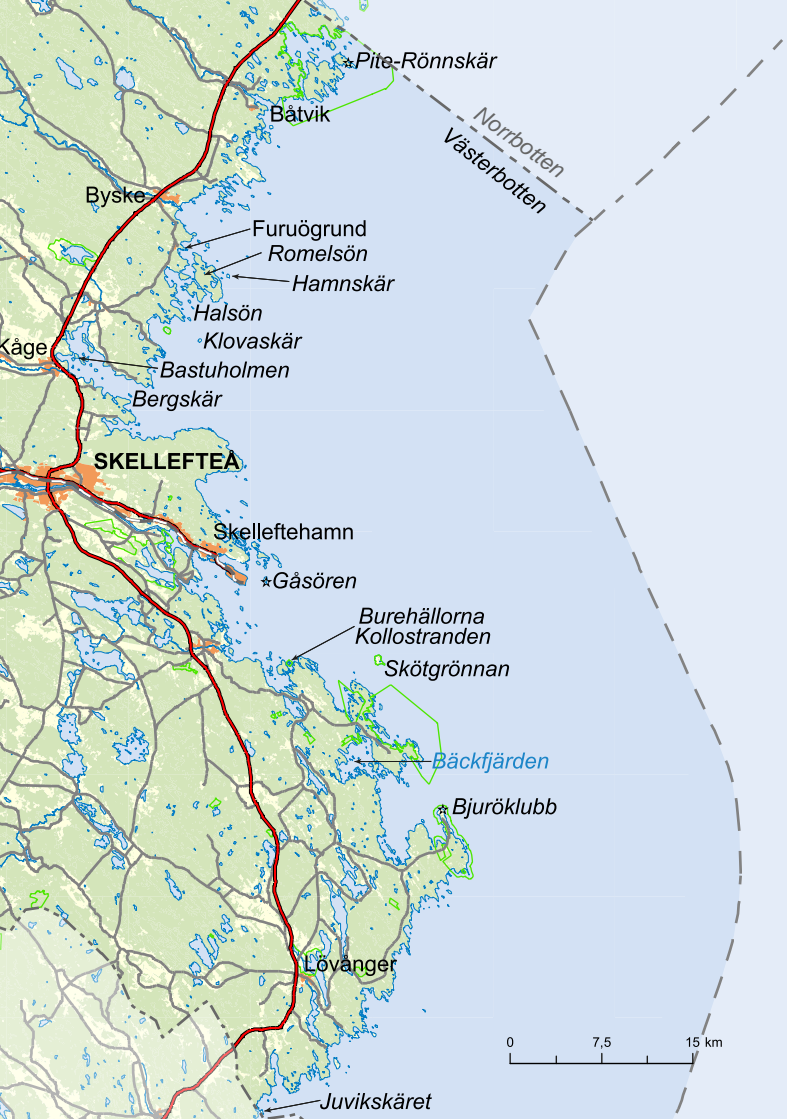 Pite-Rönnskär
Båtvik
Norrbotten
Västerbotten
Byske
Furuögrund
Romelsön
Hamnskär
Halsön
Klovaskär
Kåge
Bastuholmen
Bergskär
SKELLEFTEÅ
Skelleftehamn
Gåsören
Burehällorna
Kollostranden
Skötgrönnan
Bäckfjärden
Bjuröklubb
Lövånger
0 7,5 15 km
Juvikskäret